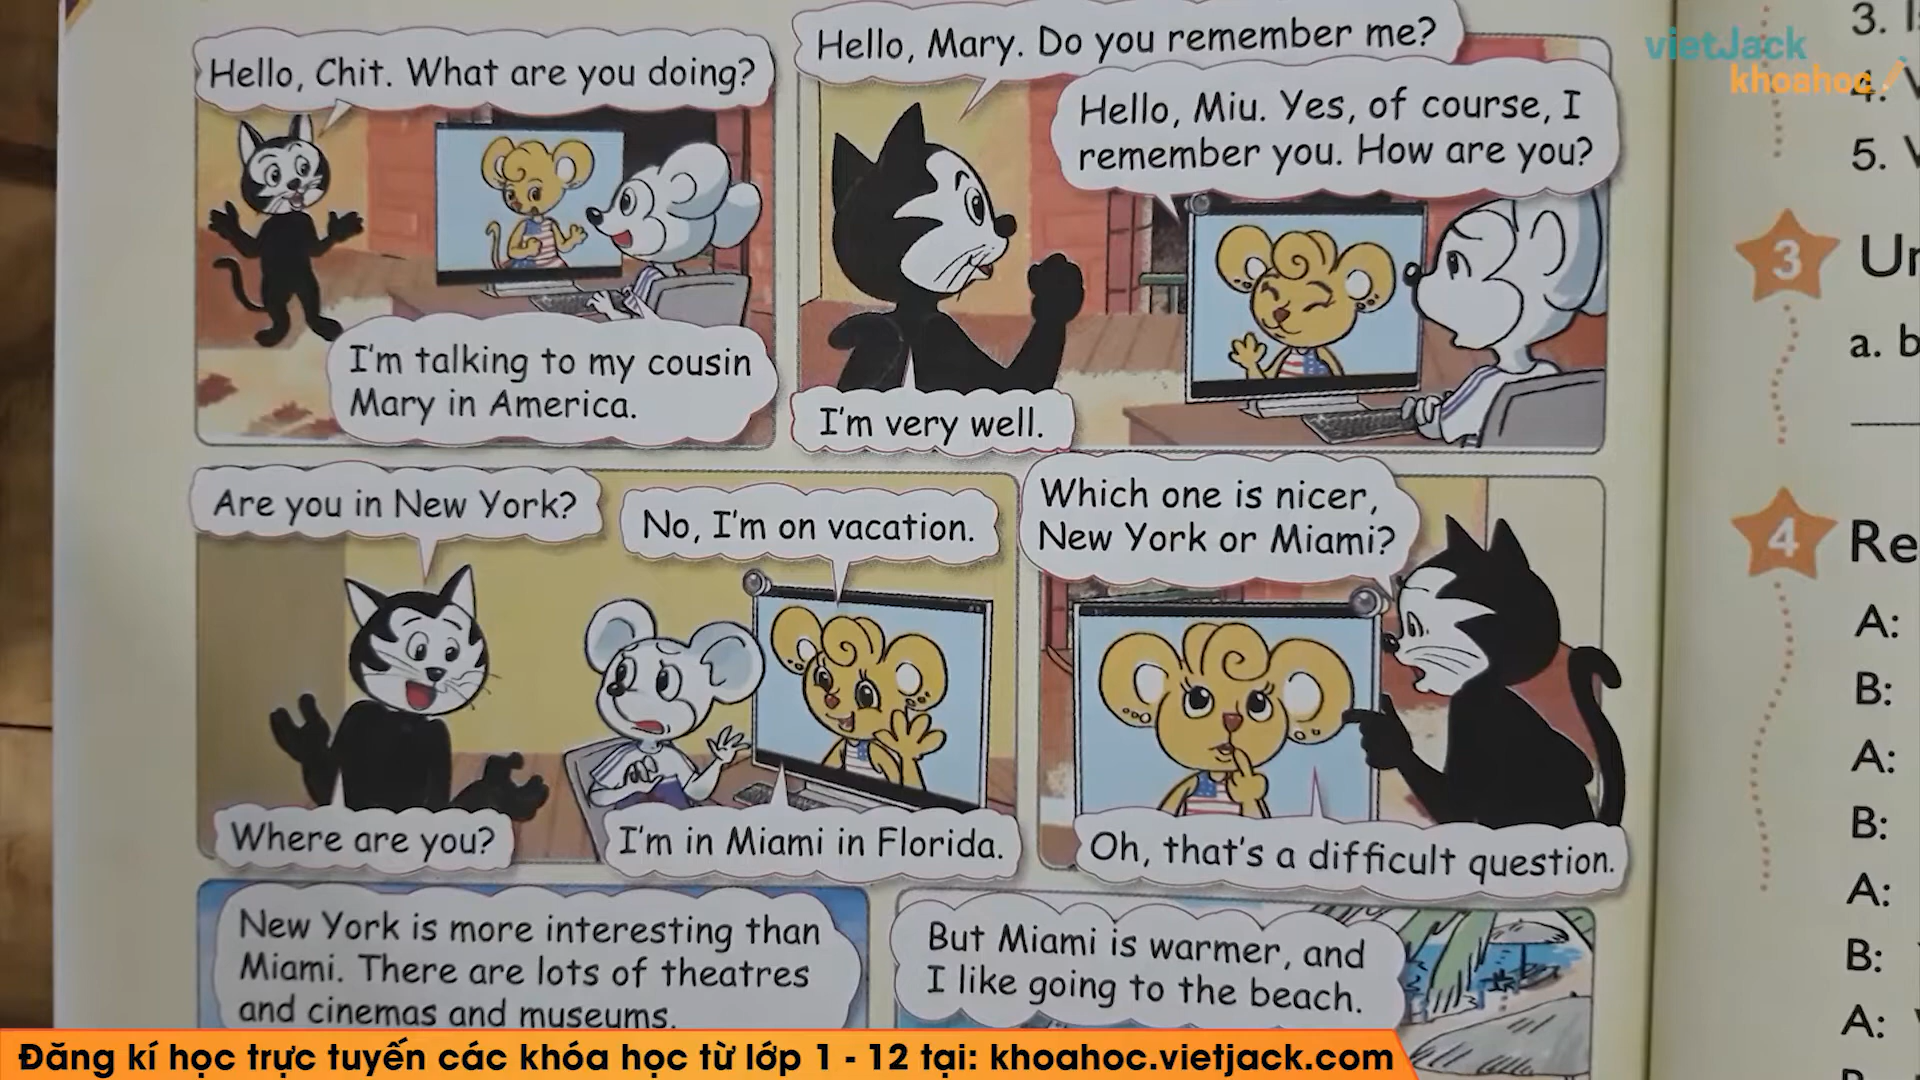 Hello, Chit. What are you doing?
I'm talking to my cousin
Mary in America.
Hello, Mary. Do you remember me?
Hello, Miu. Yes, of course, I
remember you. How are you?
I'm very well.
Are you in New York?
No, I'm on vacation.
Where are you?
I'm in Miami in Florida.
Which one is nicer,
New York or Miami?
Oh, that's a difficult question.
New York is more interesting than
Miami. There are lots of theatres
and cinemas and museums.
But Miami is warmer, and
I like going to the beach.
vietJack
khoahoc
3.
4.
5.
3
a.
4
A:
B:
A:
B:
A:
B:
A:
Đăng kí học trực tuyến các khóa học từ lớp 1 - 12 tại: khoahoc.vietjack.com